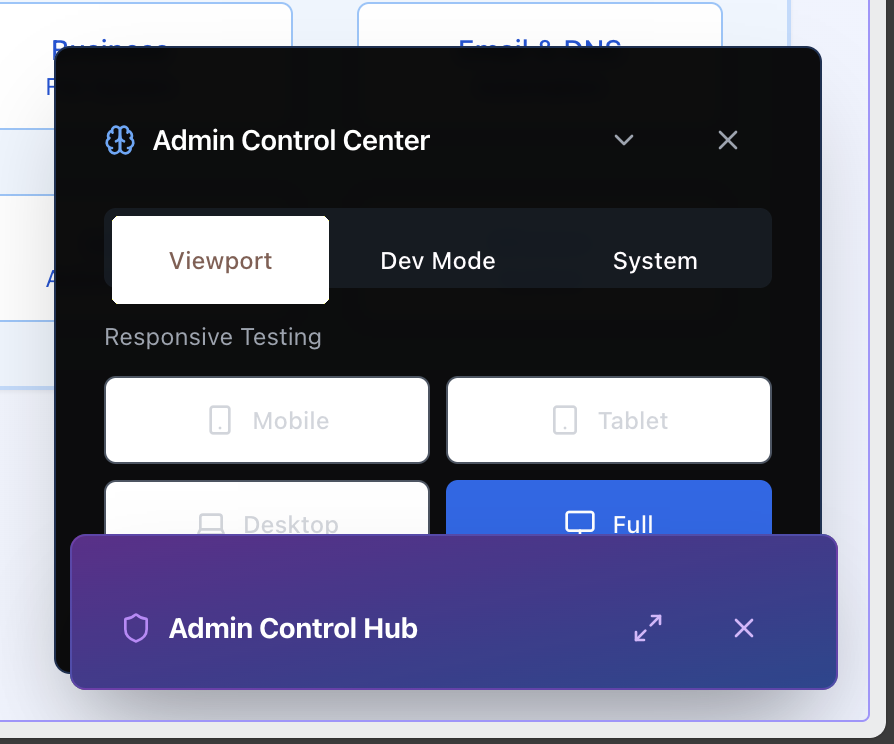 Business
Email & DNS
Admin Control Center
Viewport
Dev Mode
System
Responsive Testing
Mobile
Tablet
Desktop
Full
Admin Control Hub